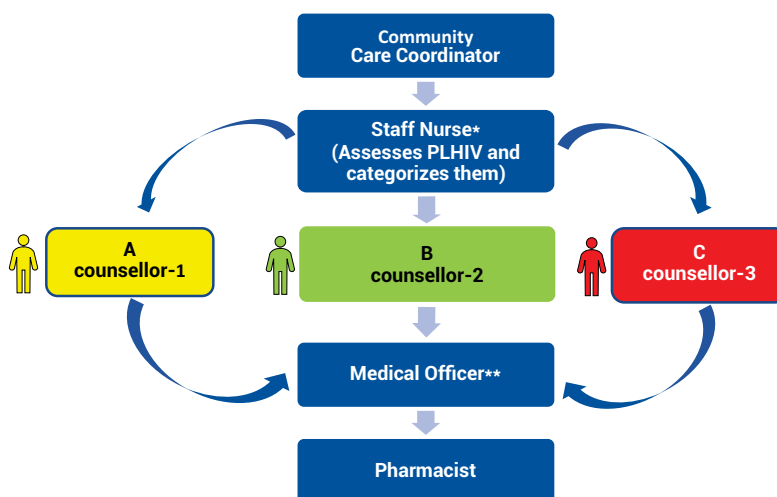 Community
Care Coordinator
Staff Nurse*
(Assesses PLHIV and
categorizes them)
A
counsellor-1
B
counsellor-2
C
counsellor-3
Medical Officer**
Pharmacist